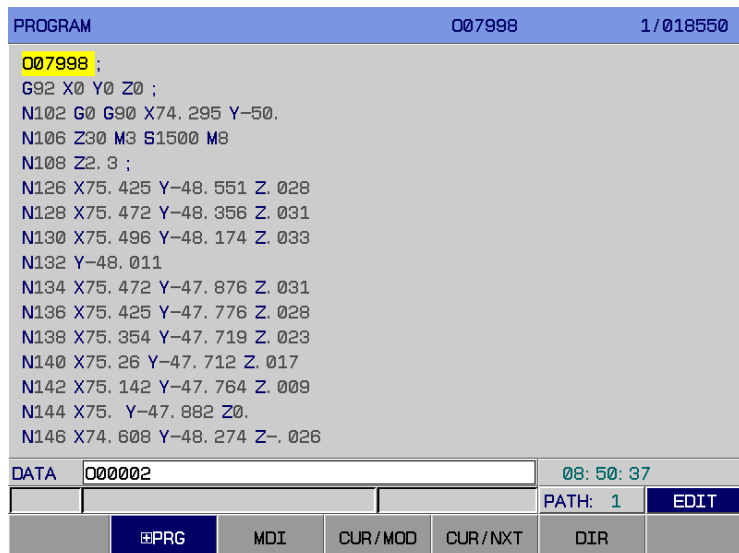 PROGRAM O07998 1/018550
O07998 ;
G92 X0 Y0 Z0 ;
N102 G0 G90 X74.295 Y-50.
N106 Z30 M3 S1500 M8
N108 Z2.3 ;
N126 X75.425 Y-48.551 Z.028
N128 X75.472 Y-48.356 Z.031
N130 X75.496 Y-48.174 Z.033
N132 Y-48.011
N134 X75.472 Y-47.876 Z.031
N136 X75.425 Y-47.776 Z.028
N138 X75.354 Y-47.719 Z.023
N140 X75.26 Y-47.712 Z.017
N142 X75.142 Y-47.764 Z.009
N144 X75. Y-47.882 Z0.
N146 X74.608 Y-48.274 Z-.026
DATA O00002 08:50:37
PATH: 1 EDIT
⊞PRG MDI CUR/MOD CUR/NXT DIR